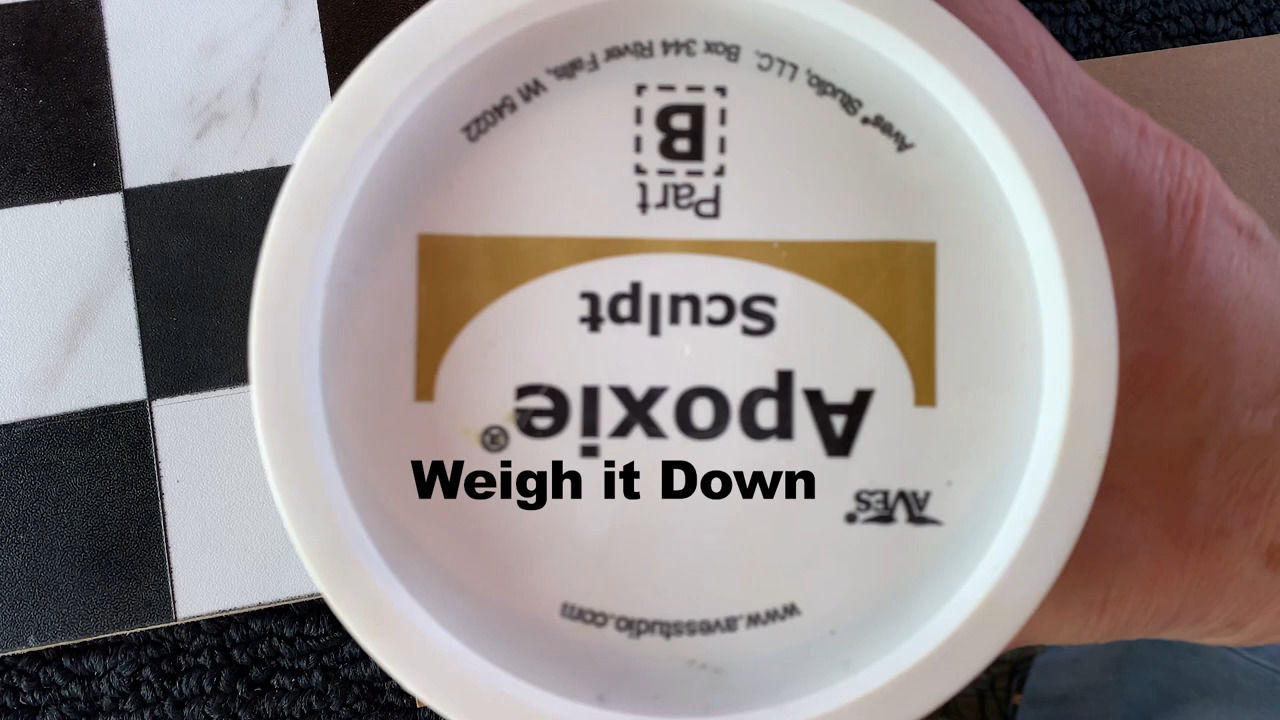 Aves® Studio, LLC. Box 344 River Falls, WI 54022
Part
B
Apoxie®
Sculpt
Weigh it Down
AVES®
www.avesstudio.com